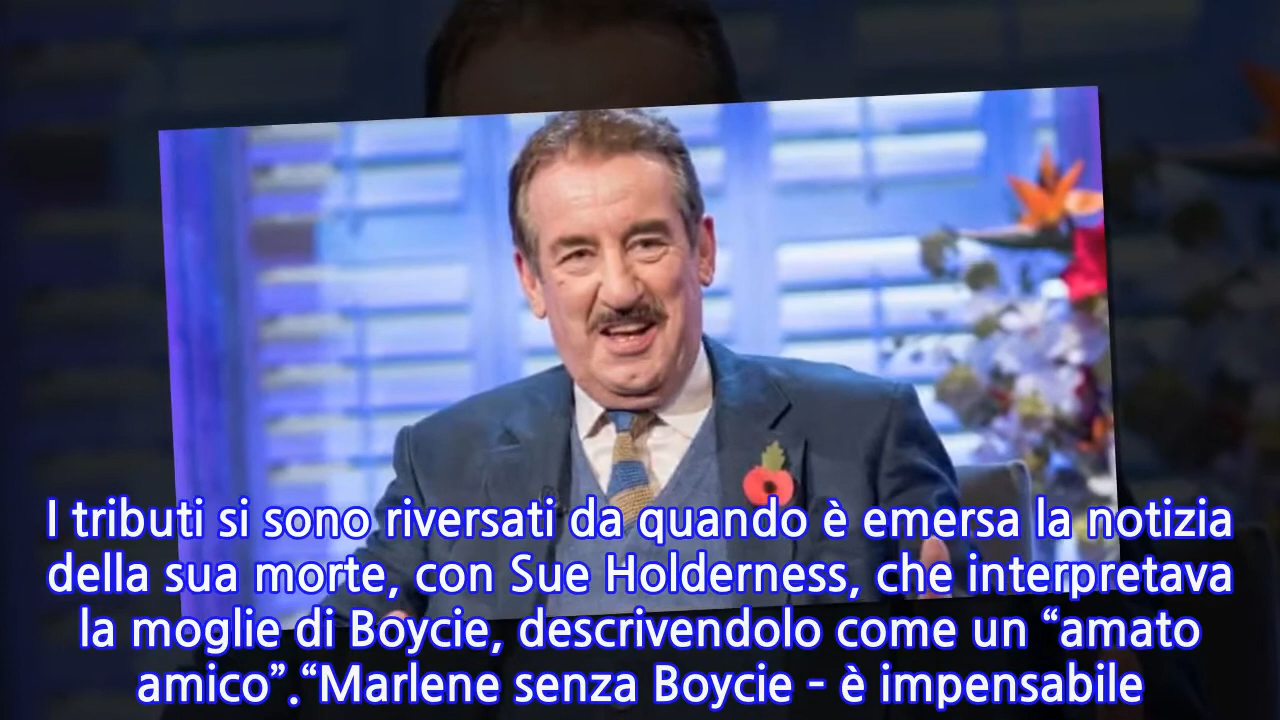 I tributi si sono riversati da quando è emersa la notizia
della sua morte, con Sue Holderness, che interpretava
la moglie di Boycie, descrivendolo come un “amato
amico”.“Marlene senza Boycie - è impensabile